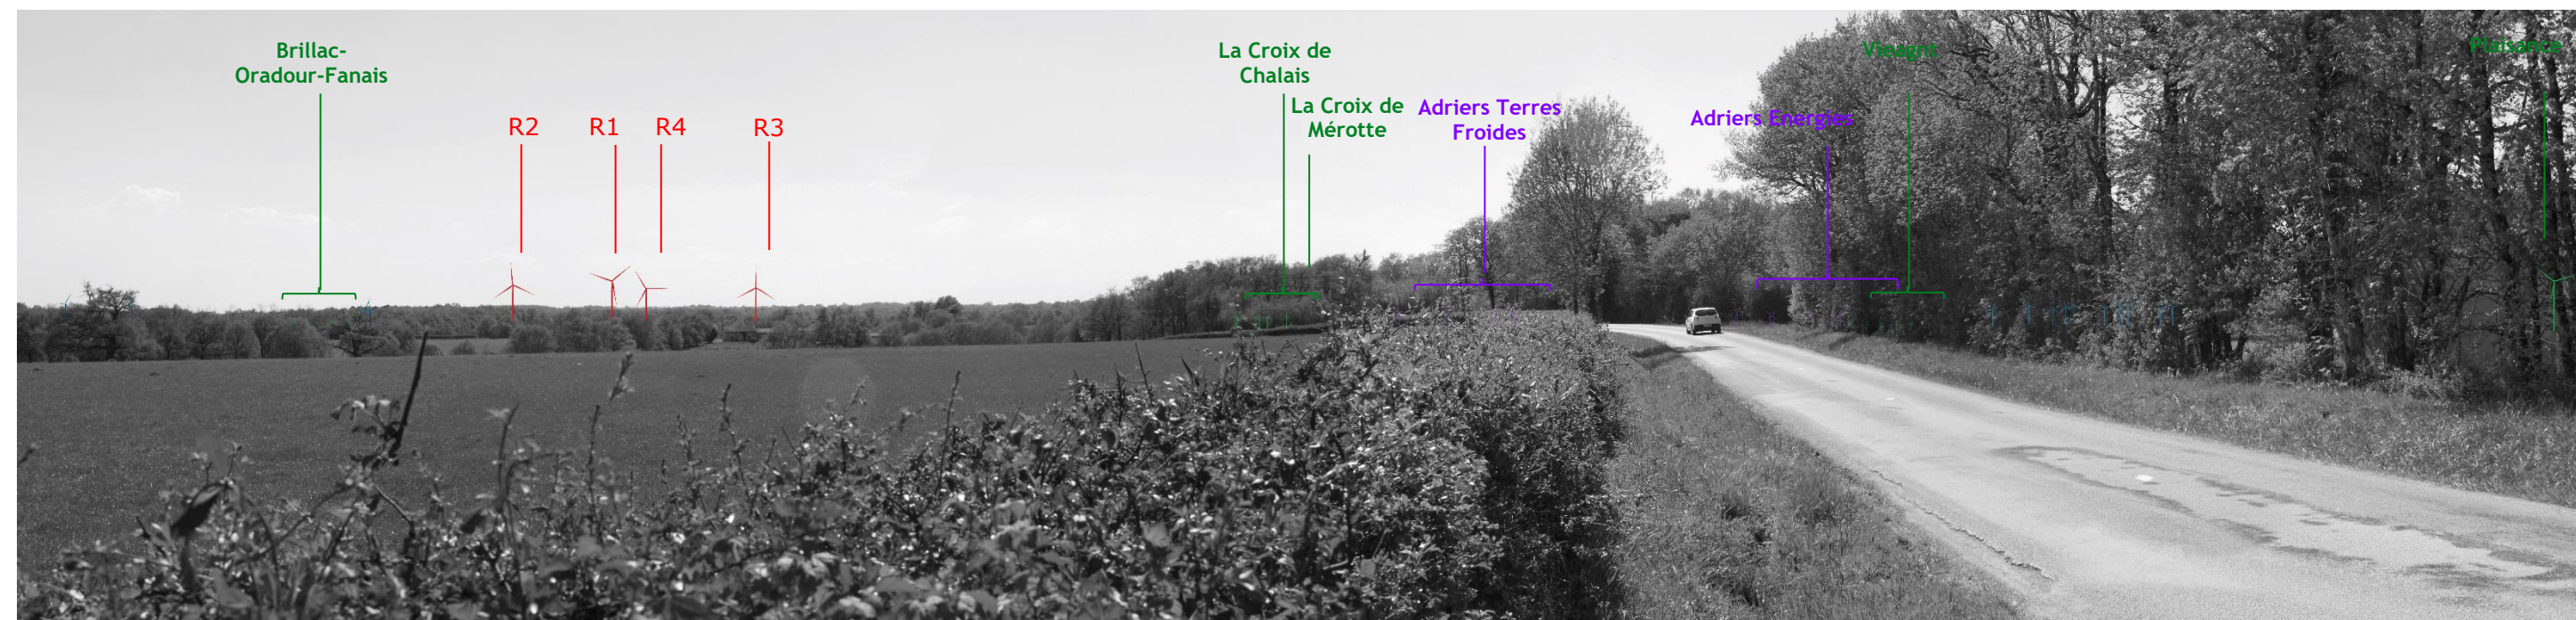 Brillac-
Oradour-Fanais
R2
R1
R4
R3
La Croix de
Chalais
La Croix de
Mérotte
Adriers Terres
Froides
Adriers Energies
Vieagnt
Plaisance